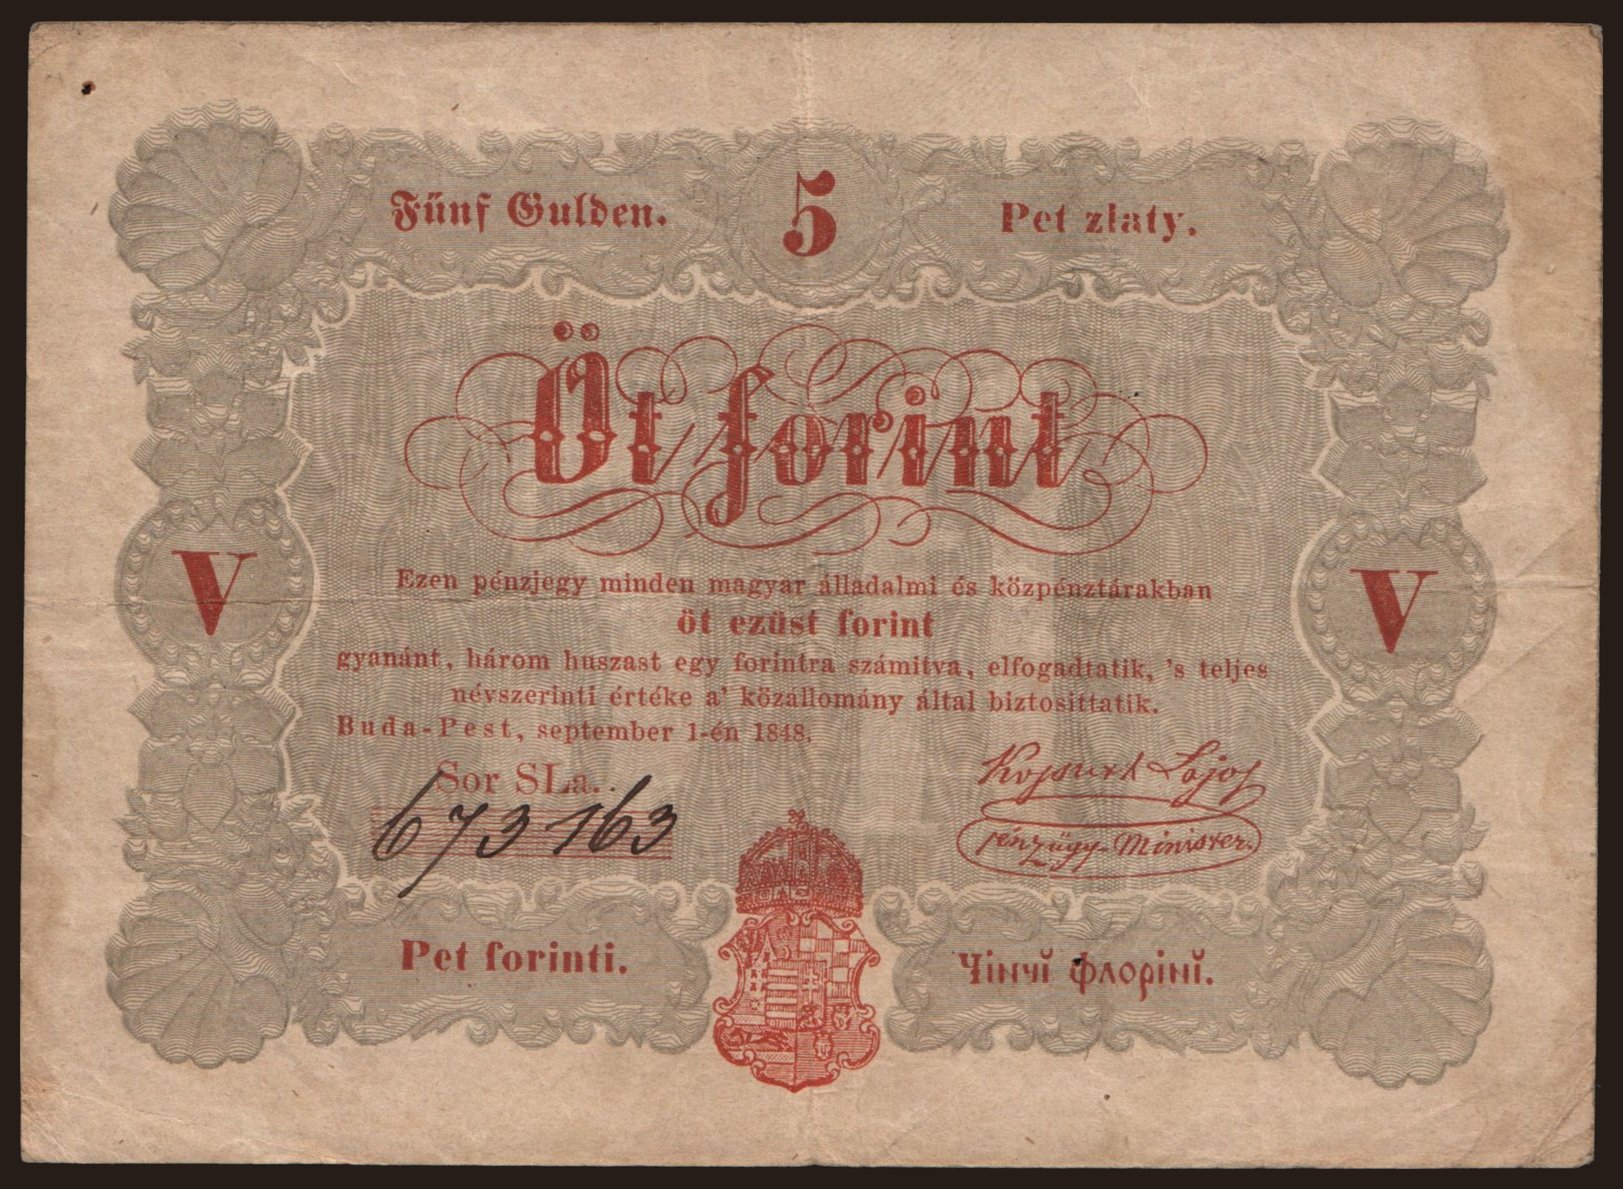 Fünf Gulden.
5
Pet zlaty.
Öt forint
V
V
Ezen pénzjegy minden magyar álladalmi és közpénztárakban
öt ezüst forint
gyanánt, három huszast egy forintra számitva, elfogadtatik, 's teljes
névszerinti értéke a' közállomány által biztosittatik.
Buda-Pest, september 1-én 1848.
Sor SLa.
673163
Kossuth Lajos
pénzügy-Minister.
Pet forinti.
Чінчĭ флорінĭ.